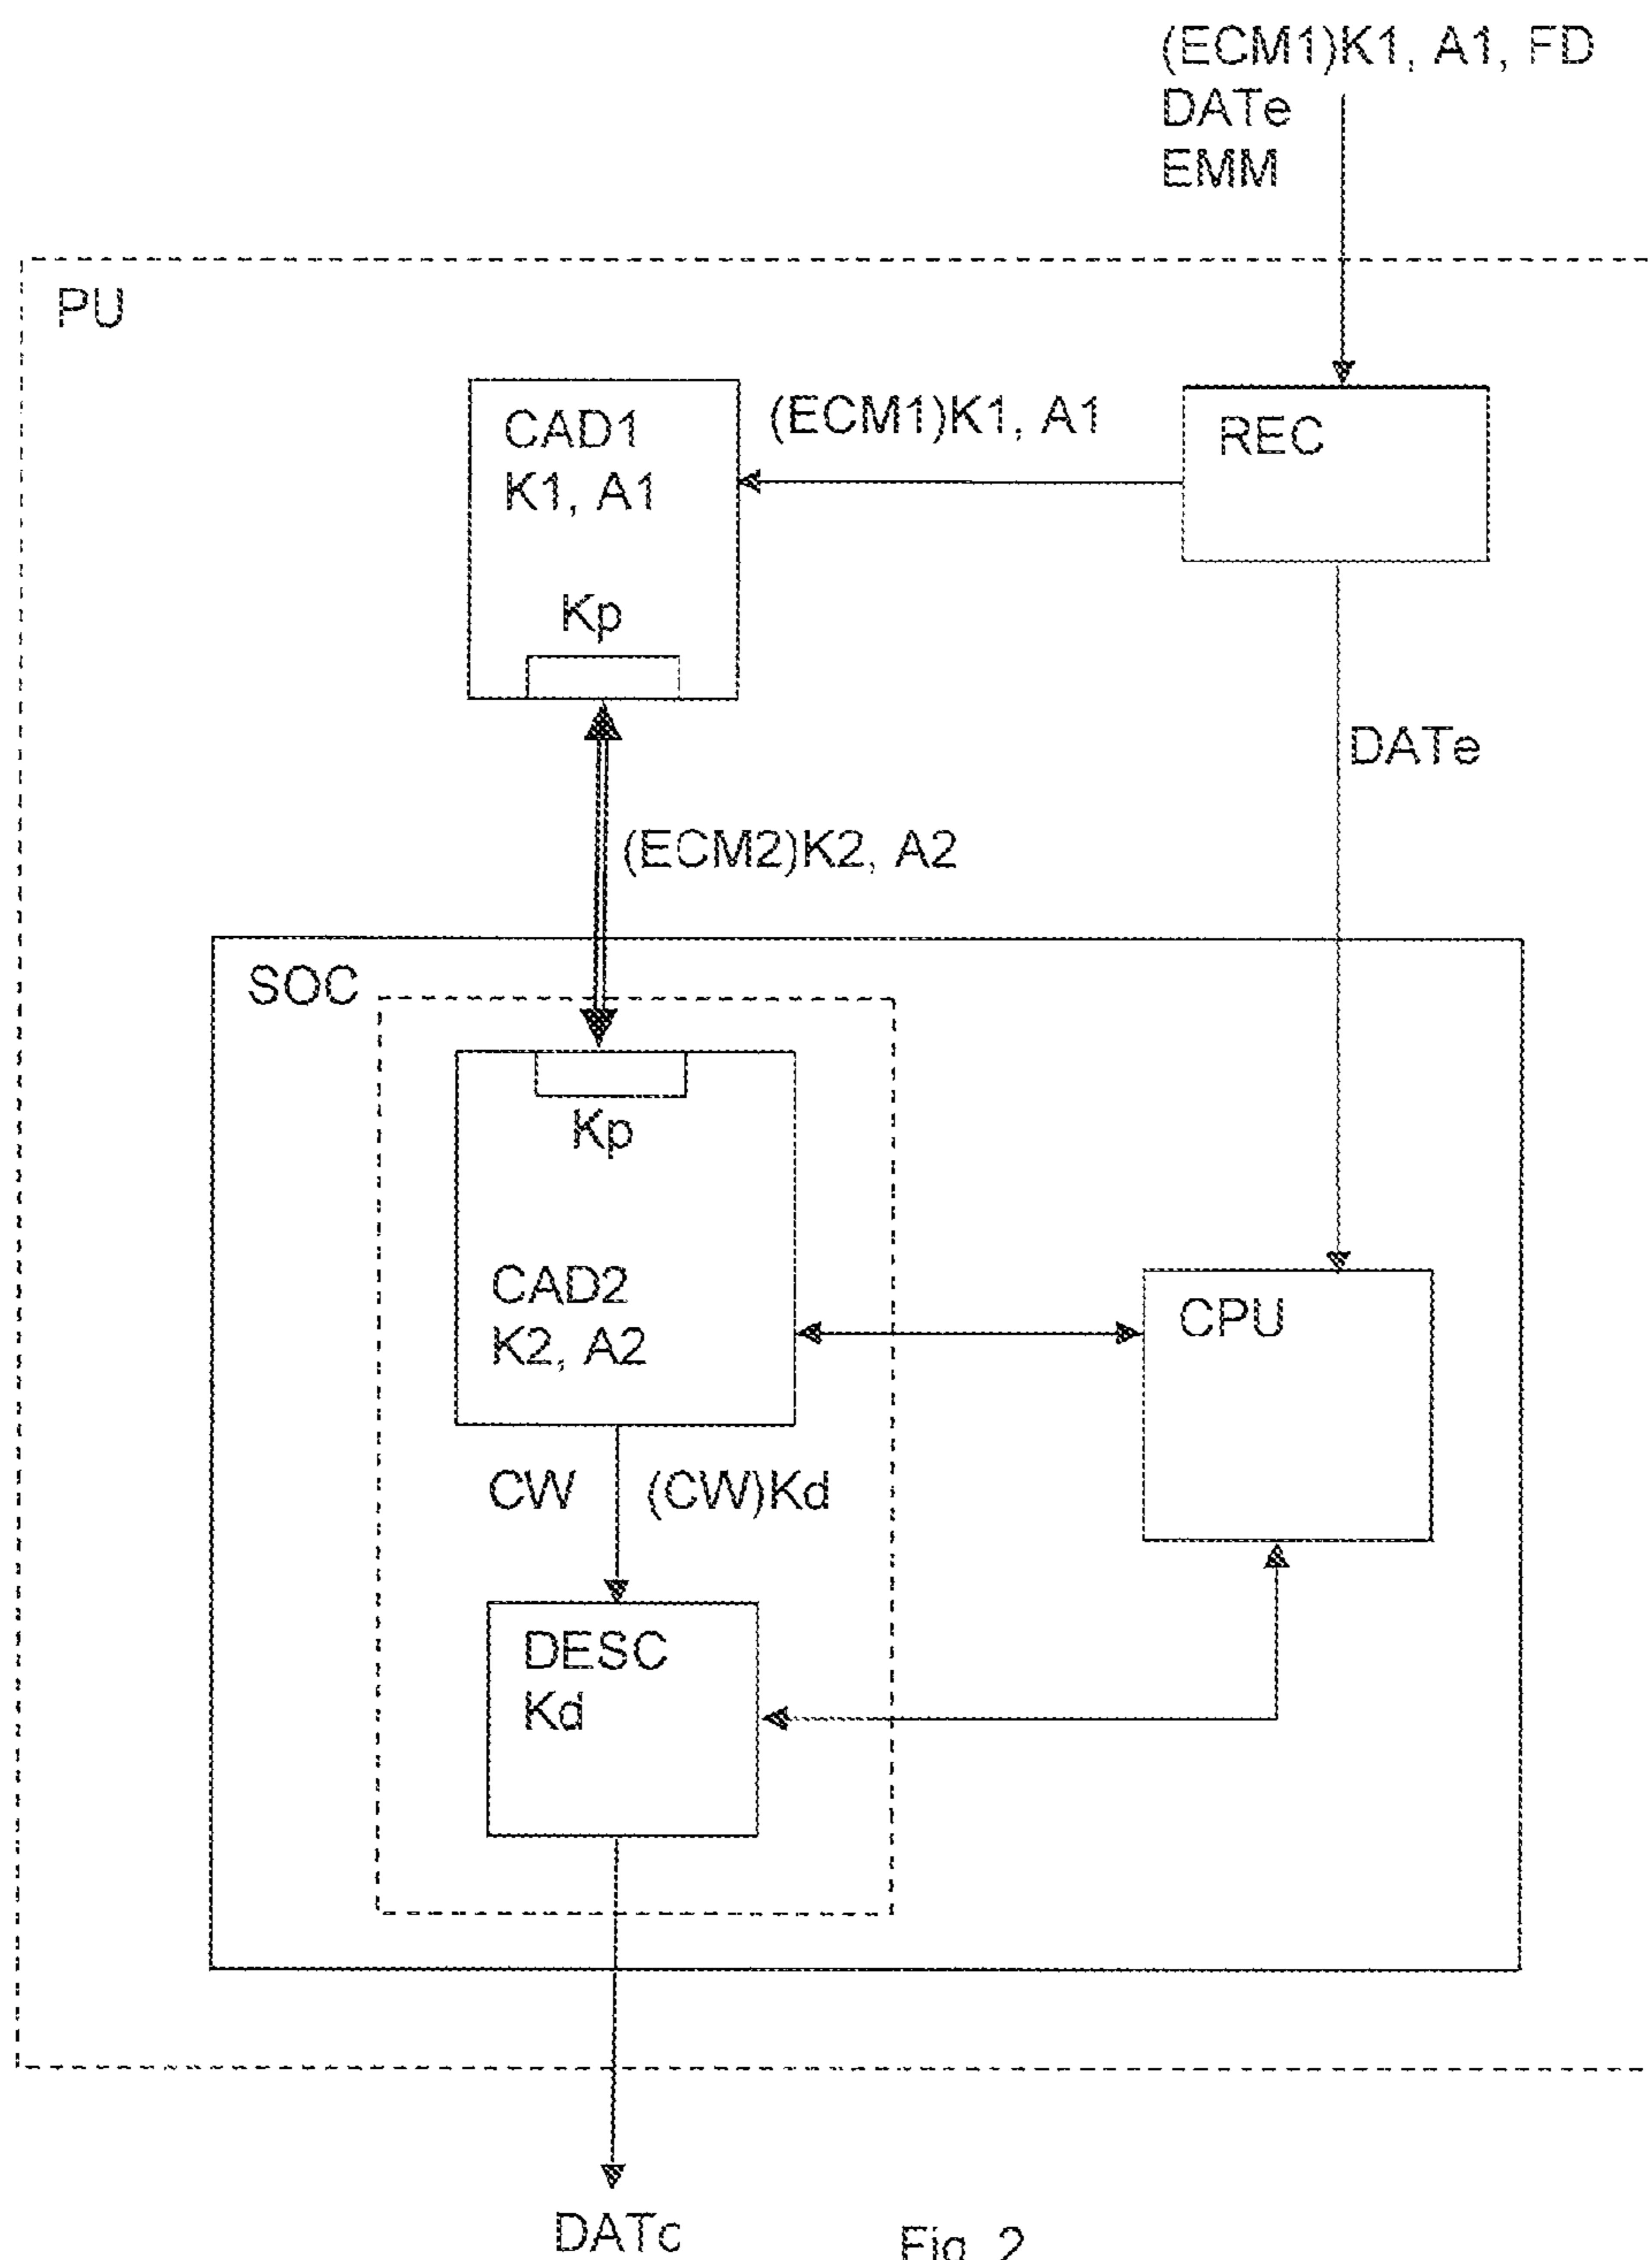 (ECM1)K1, A1, FD
DATe
EMM
PU
CAD1
K1, A1
(ECM1)K1, A1
REC
Kp
DATe
(ECM2)K2, A2
SOC
Kp
CAD2
K2, A2
CPU
CW
(CW)Kd
DESC
Kd
DATc
Fig. 2